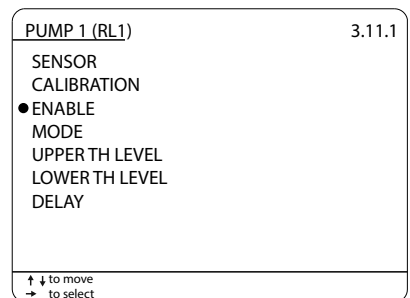 PUMP 1 (RL1) 3.11.1
SENSOR
CALIBRATION
●ENABLE
MODE
UPPER TH LEVEL
LOWER TH LEVEL
DELAY
↑ ↓ to move
→ to select